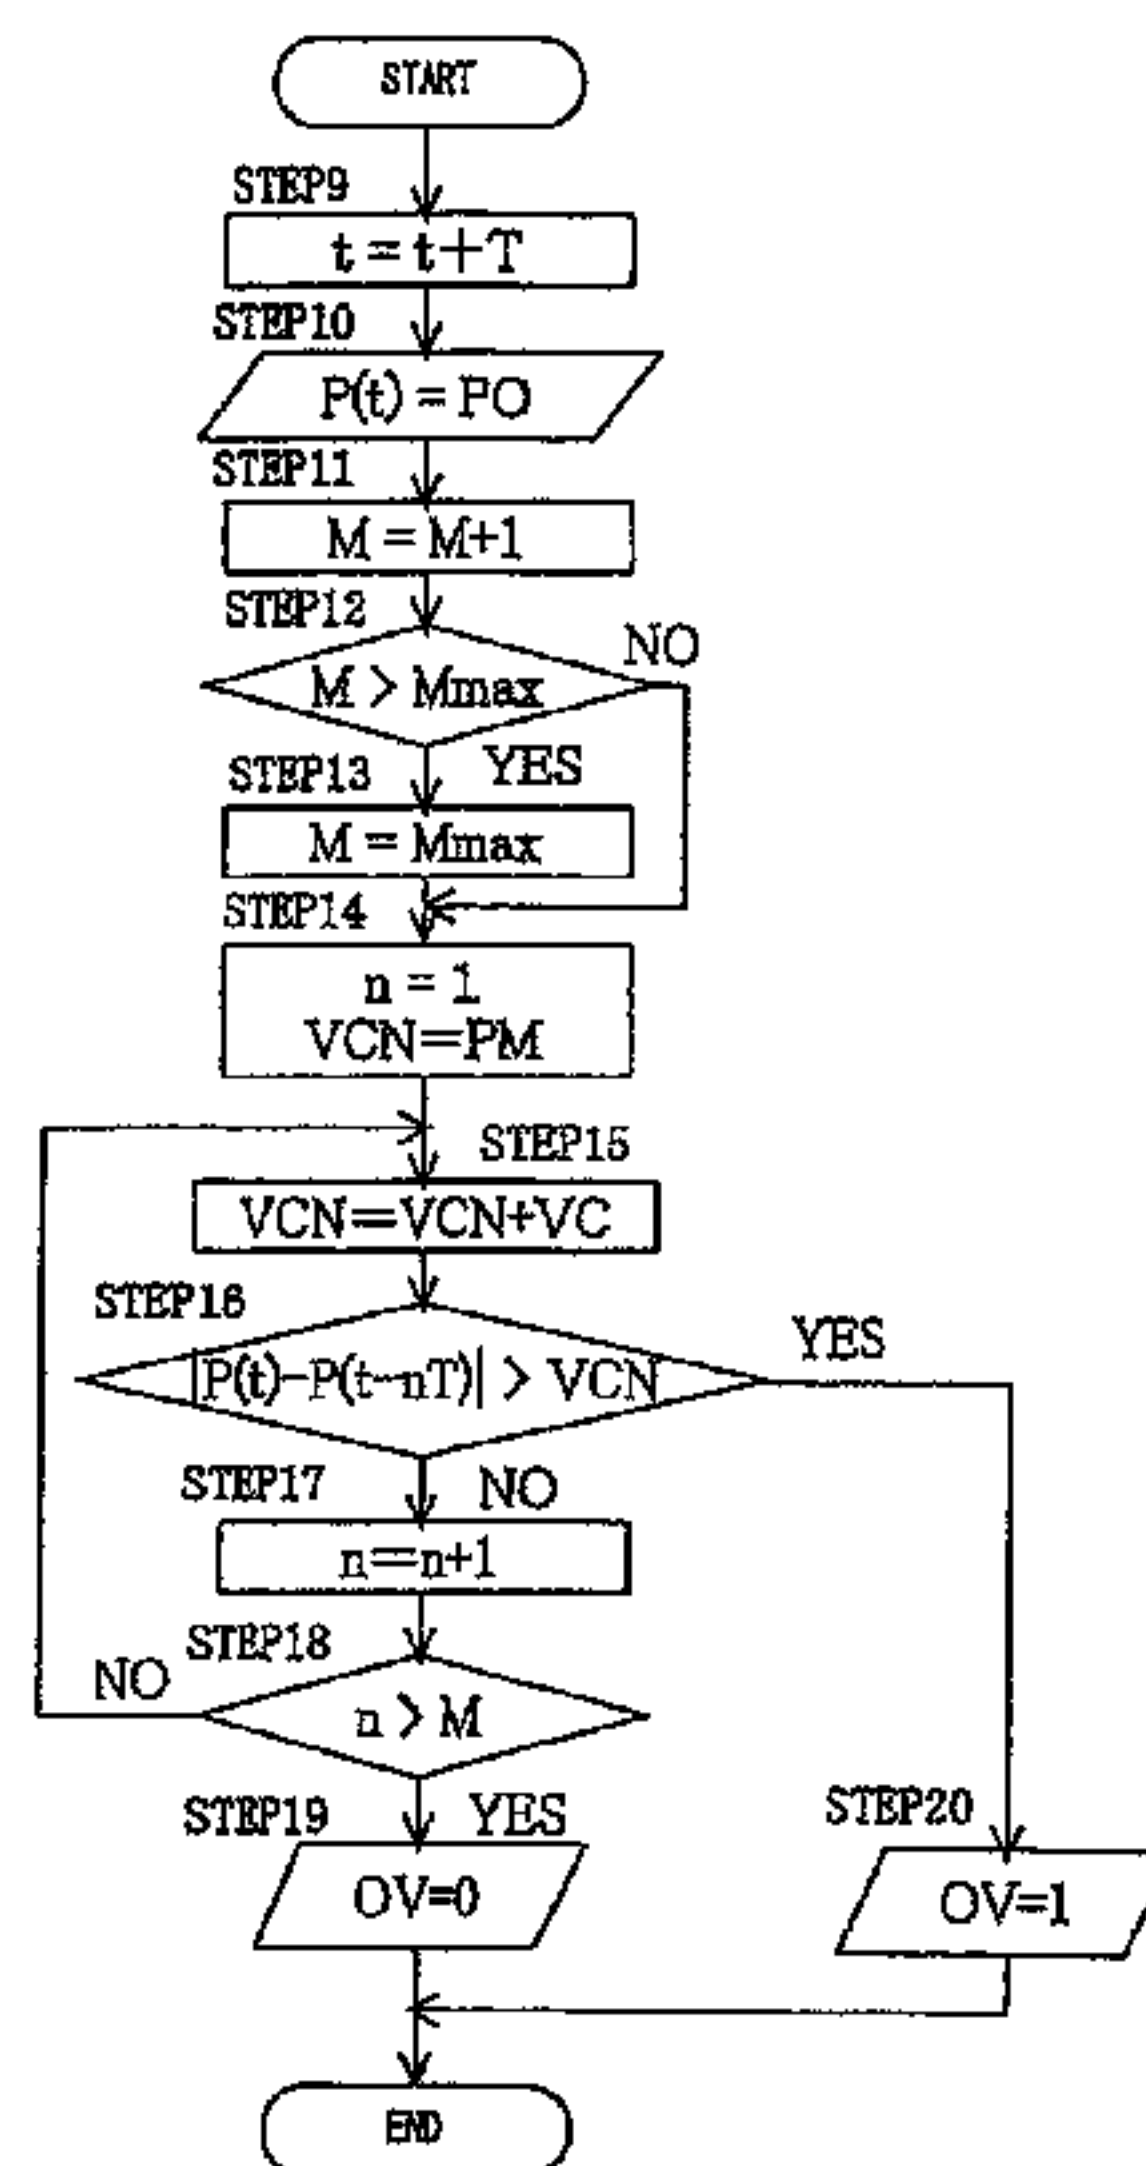 START
STEP9
t=t+T
STEP10
P(t)=PO
STEP11
M=M+1
STEP12
NO
M > Mmax
YES
STEP13
M = Mmax
STEP14
n = 1
VCN=PM
STEP15
VCN=VCN+VC
STEP16
YES
|P(t)-P(t-nT)| > VCN
STEP17
NO
n=n+1
STEP18
NO
n > M
STEP19
YES
STEP20
OV=0
OV=1
END